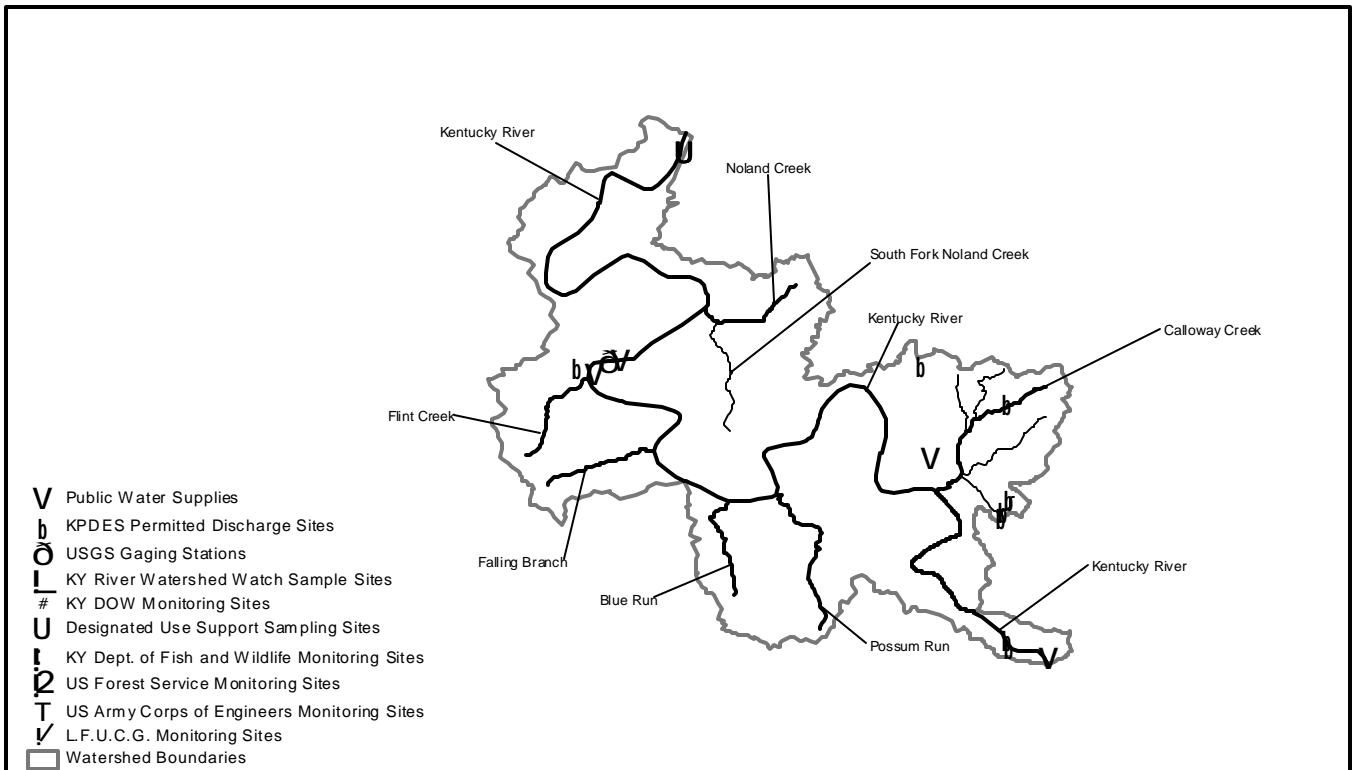 Kentucky River
U
Noland Creek
South Fork Noland Creek
Kentucky River
Calloway Creek
b
b V ð V
b
Flint Creek
V
b
b
Falling Branch
Kentucky River
Blue Run
Possum Run
b
V
V Public Water Supplies
b KPDES Permitted Discharge Sites
ð USGS Gaging Stations
KY River Watershed Watch Sample Sites
# KY DOW Monitoring Sites
U Designated Use Support Sampling Sites
KY Dept. of Fish and Wildlife Monitoring Sites
US Forest Service Monitoring Sites
T US Army Corps of Engineers Monitoring Sites
L.F.U.C.G. Monitoring Sites
Watershed Boundaries